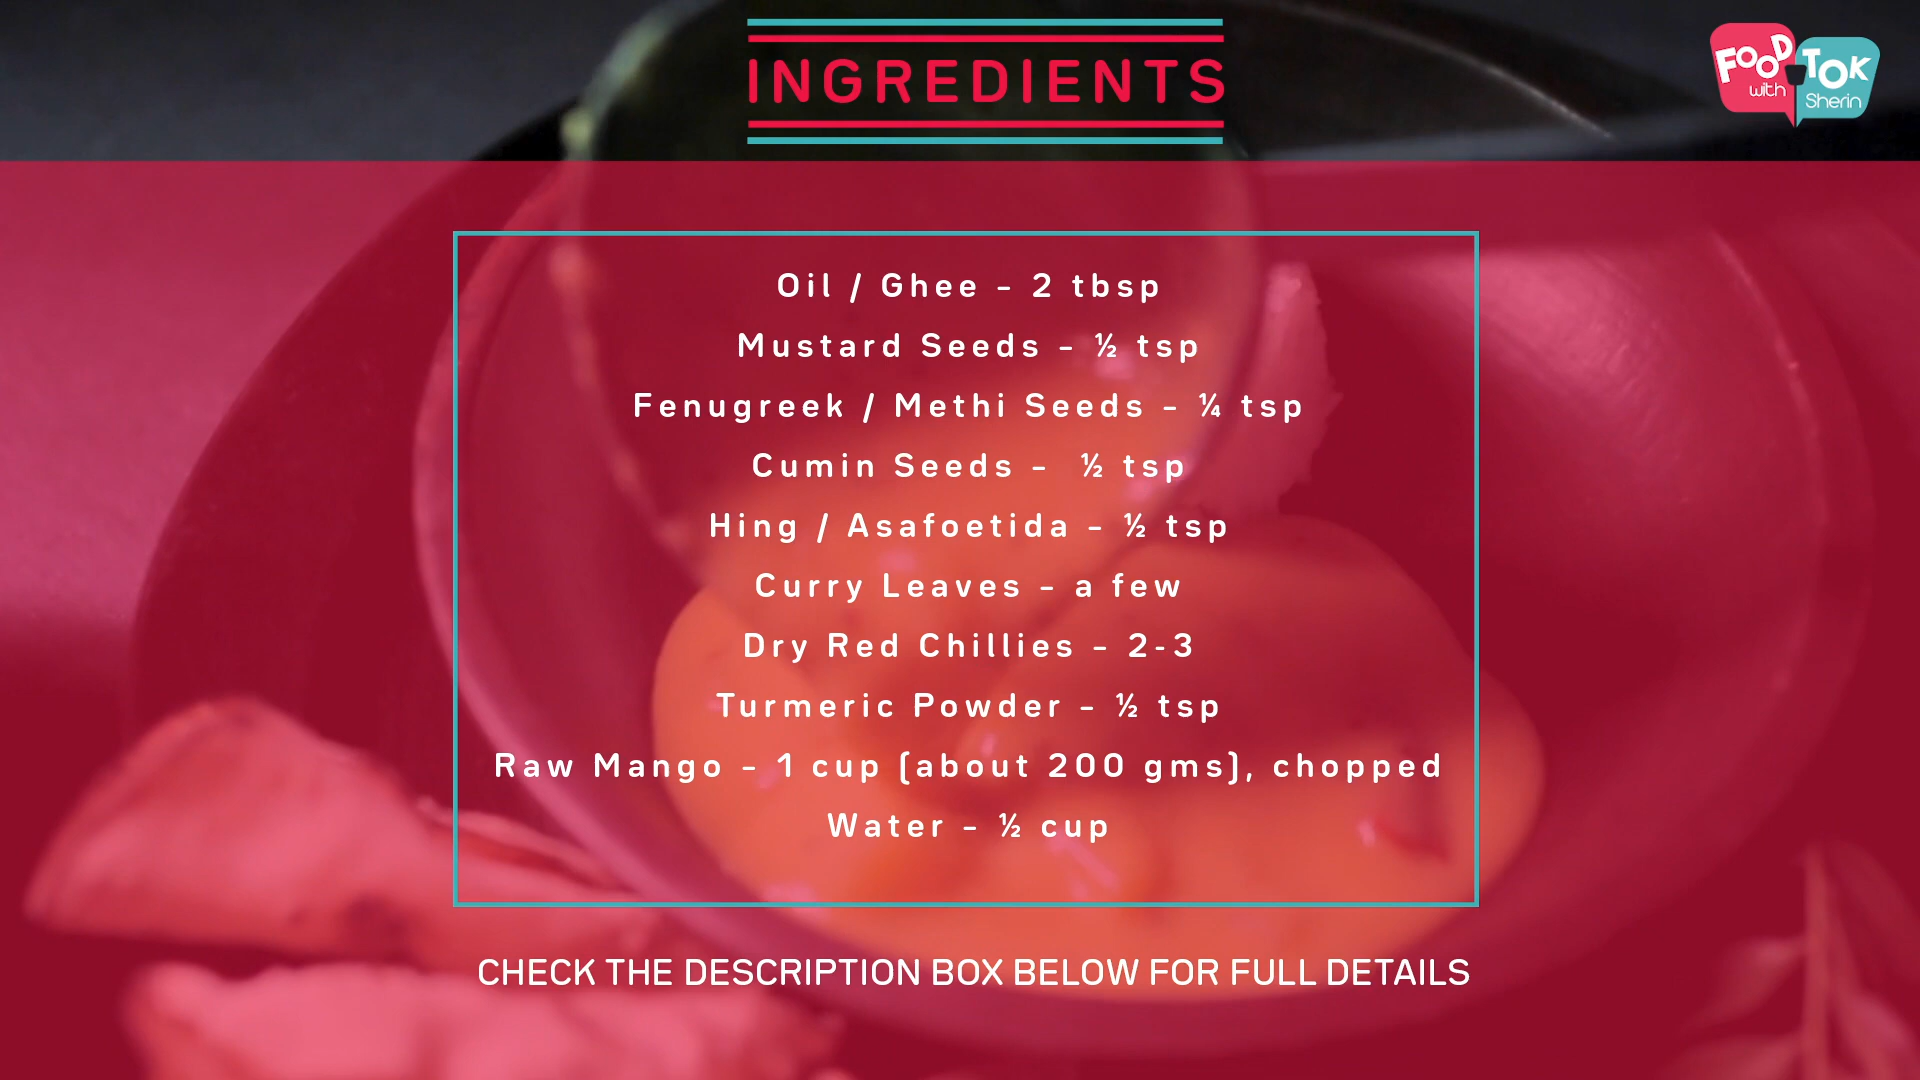 INGREDIENTS
FOOD TOK
with Sherin
Oil / Ghee - 2 tbsp
Mustard Seeds - ½ tsp
Fenugreek / Methi Seeds - ¼ tsp
Cumin Seeds - ½ tsp
Hing / Asafoetida - ½ tsp
Curry Leaves - a few
Dry Red Chillies - 2-3
Turmeric Powder - ½ tsp
Raw Mango - 1 cup (about 200 gms), chopped
Water - ½ cup
CHECK THE DESCRIPTION BOX BELOW FOR FULL DETAILS